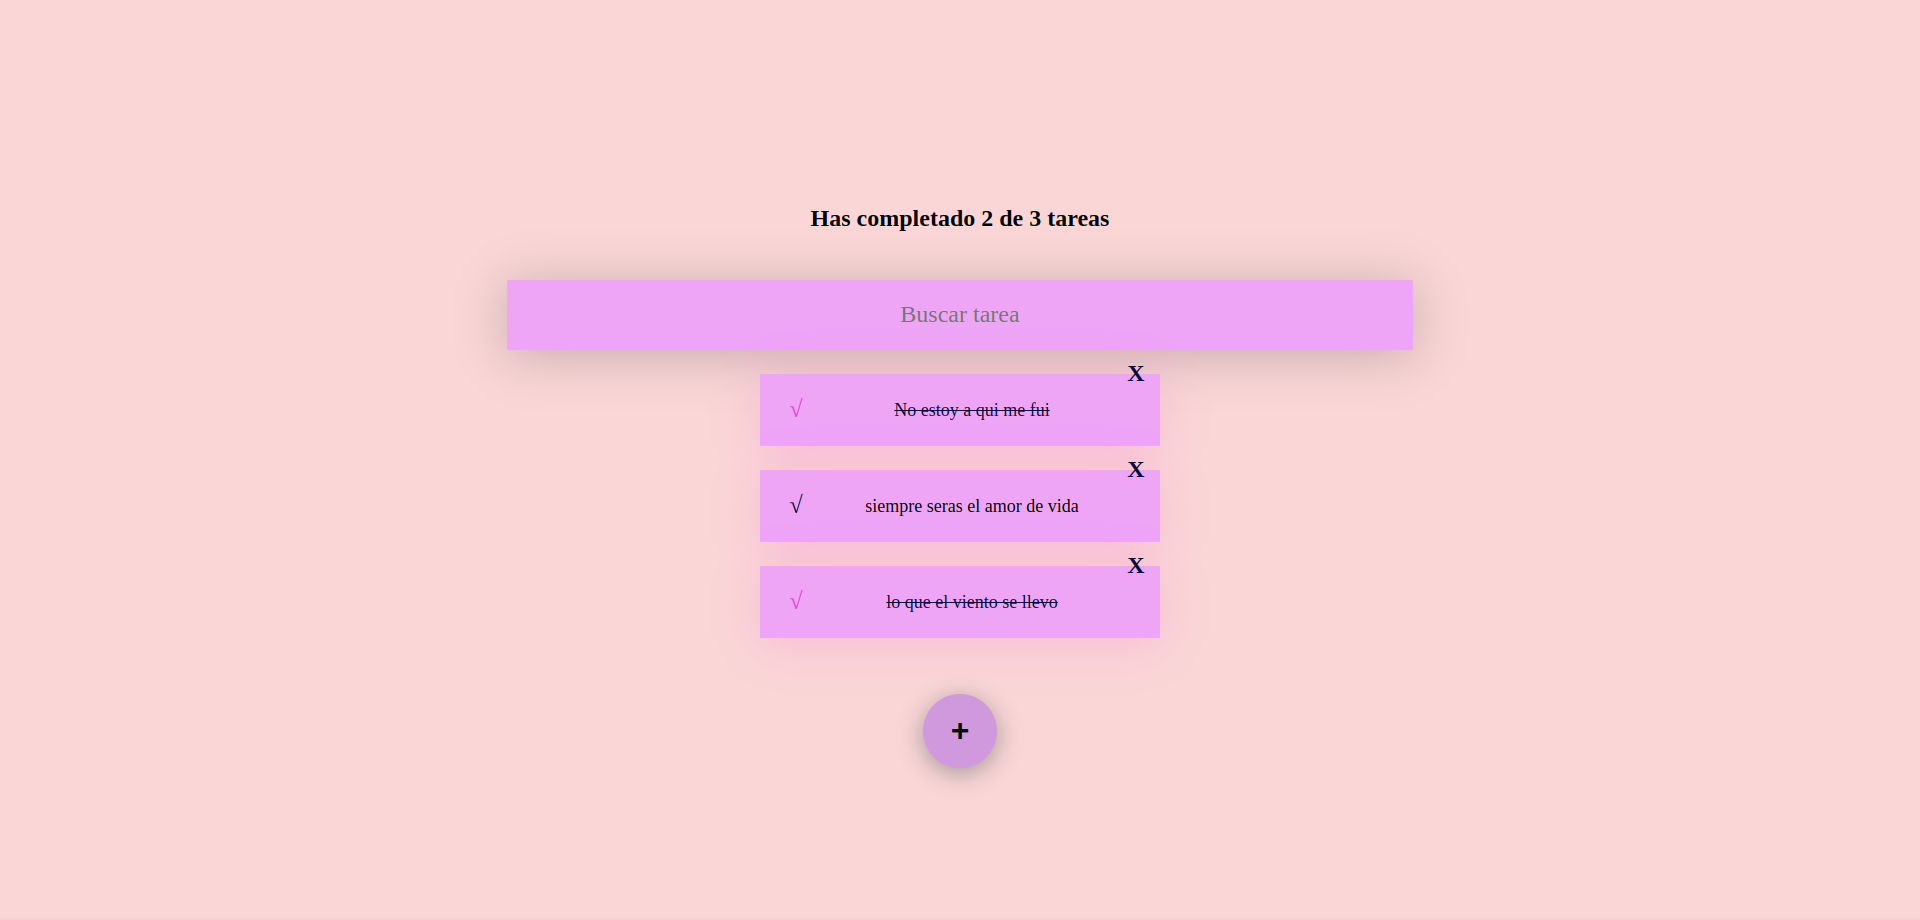 Has completado 2 de 3 tareas
Buscar tarea
X
√ No estoy a qui me fui
X
√ siempre seras el amor de vida
X
√ lo que el viento se llevo
+